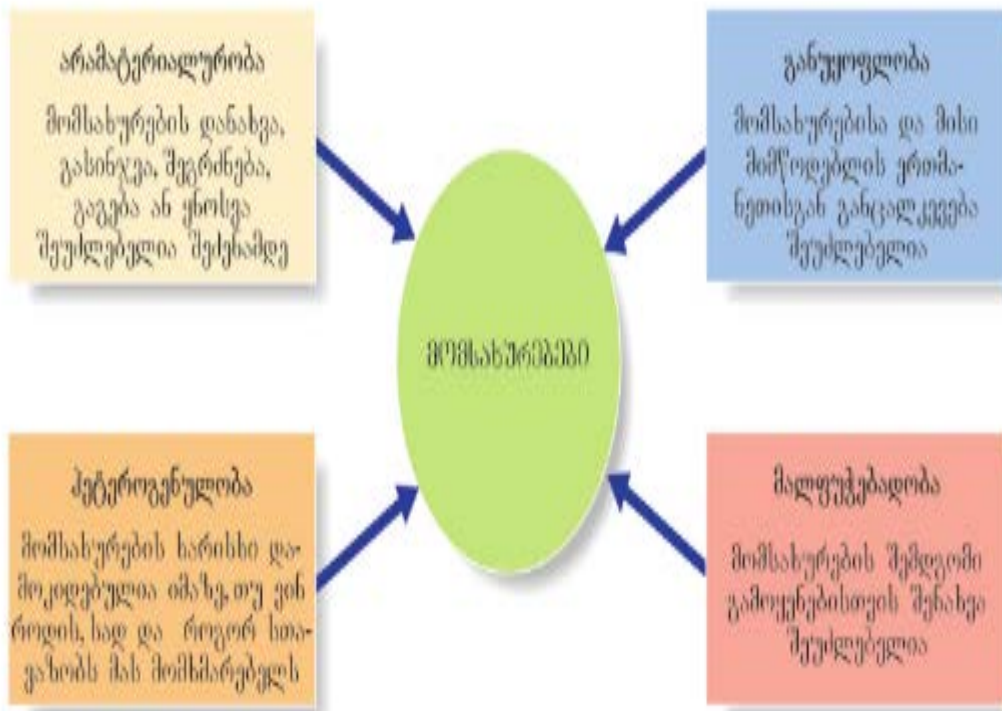 არამატერიალურობა
მომსახურების დანახვა,
გასინჯვა, შეგრძნება,
გაგება ან ყნოსვა
შეუძლებელია შეძენამდე
განუყოფლობა
მომსახურებისა და მისი
მიმწოდებლის ერთმა-
ნეთისგან განცალკევება
შეუძლებელია
მომსახურებები
ჰეტეროგენულობა
მომსახურების ხარისხი და-
მოკიდებულია იმაზე, თუ ვინ
როდის, სად და როგორ სთა-
ვაზობს მას მომხმარებელს
მალფუჭებადობა
მომსახურების შემდგომი
გამოყენებისთვის შენახვა
შეუძლებელია